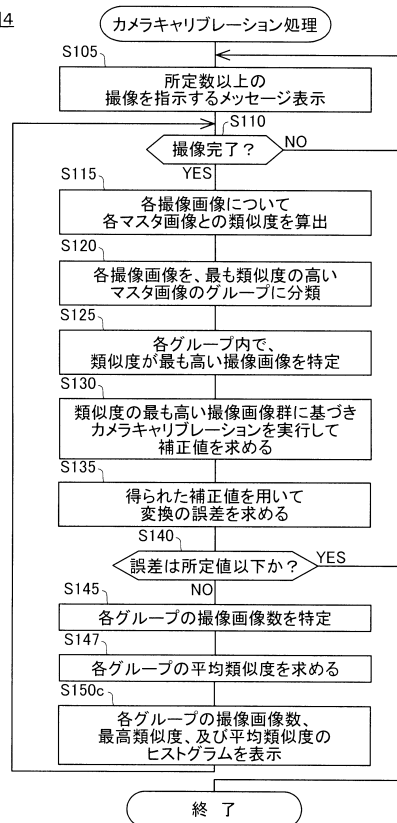 4
カメラキャリブレーション処理
S105
所定数以上の
撮像を指示するメッセージ表示
S110
撮像完了？
NO
YES
S115
各撮像画像について
各マスタ画像との類似度を算出
S120
各撮像画像を、最も類似度の高い
マスタ画像のグループに分類
S125
各グループ内で、
類似度が最も高い撮像画像を特定
S130
類似度の最も高い撮像画像群に基づき
カメラキャリブレーションを実行して
補正値を求める
S135
得られた補正値を用いて
変換の誤差を求める
S140
誤差は所定値以下か？
YES
NO
S145
各グループの撮像画像数を特定
S147
各グループの平均類似度を求める
S150c
各グループの撮像画像数、
最高類似度、及び平均類似度の
ヒストグラムを表示
終 了